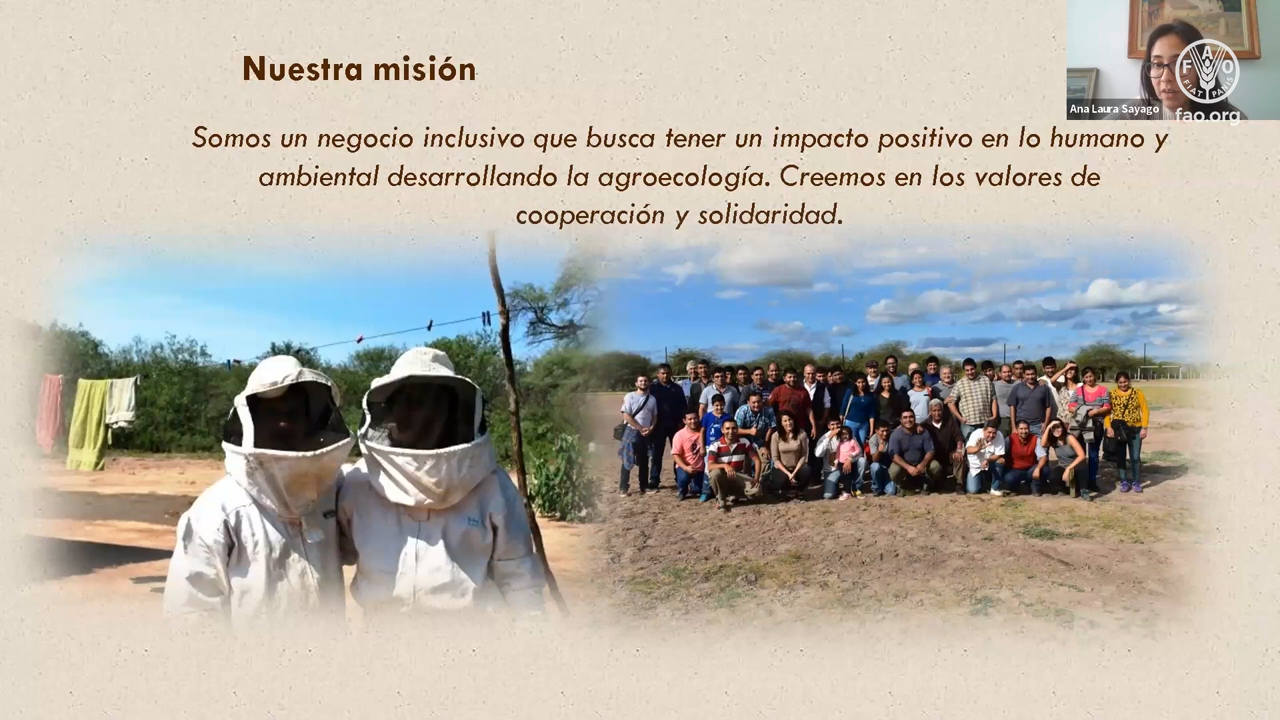 Nuestra misión
Ana Laura Sayago
FAO
FIAT PANIS
fao.org
Somos un negocio inclusivo que busca tener un impacto positivo en lo humano y
ambiental desarrollando la agroecología. Creemos en los valores de
cooperación y solidaridad.